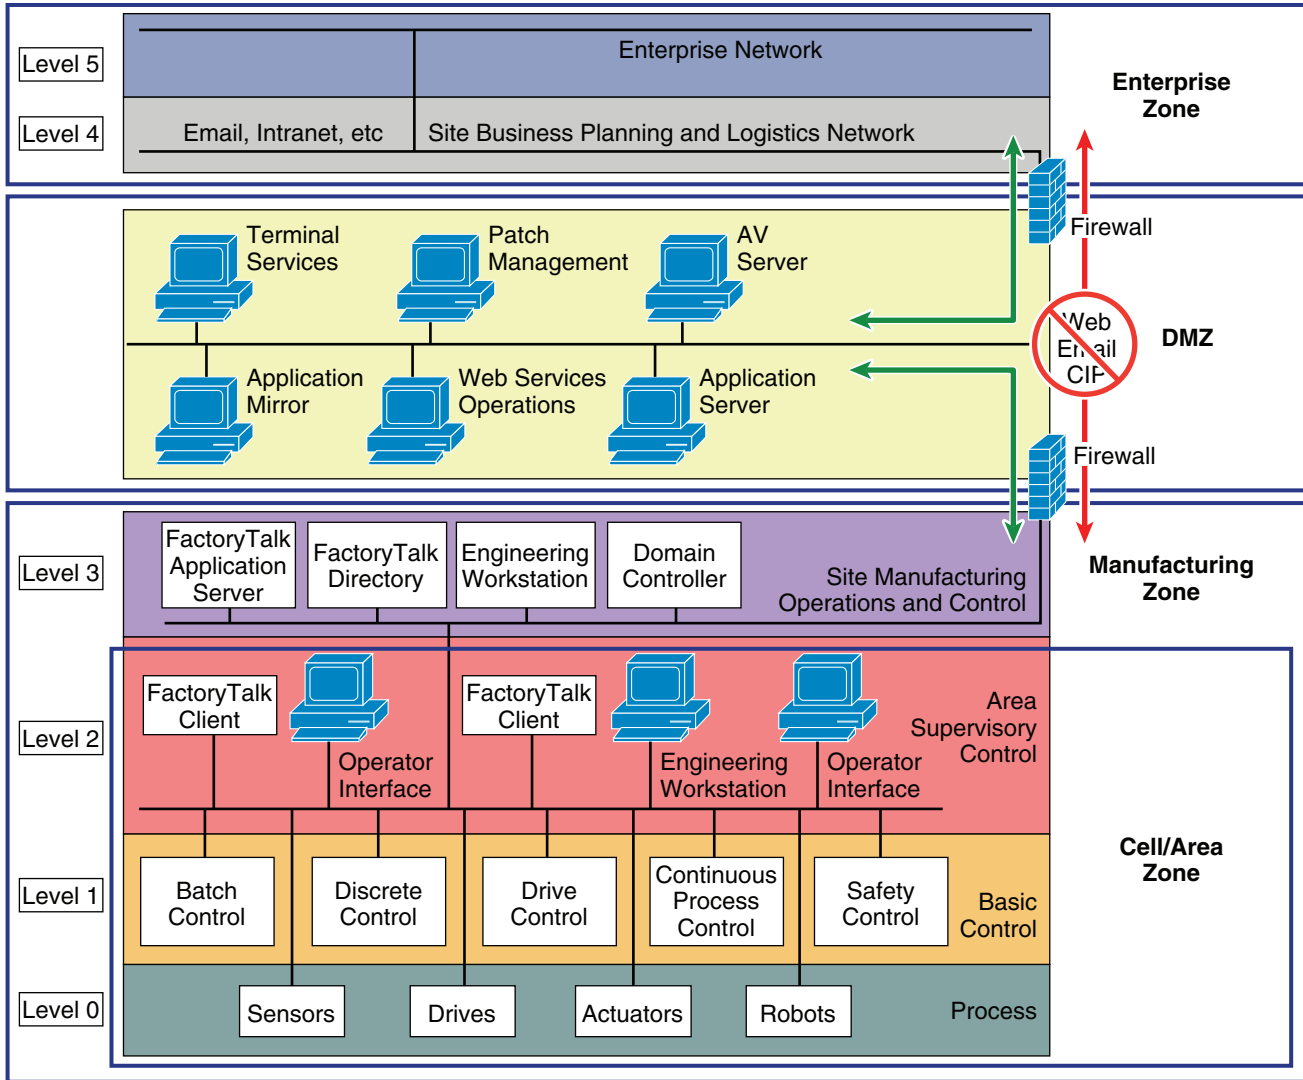 Level 5
Enterprise Network
Enterprise
Zone
Level 4
Email, Intranet, etc
Site Business Planning and Logistics Network
Firewall
Terminal
Services
Patch
Management
AV
Server
Web
Email
CIP
DMZ
Application
Mirror
Web Services
Operations
Application
Server
Firewall
Level 3
FactoryTalk
Application
Server
FactoryTalk
Directory
Engineering
Workstation
Domain
Controller
Site Manufacturing
Operations and Control
Manufacturing
Zone
Level 2
FactoryTalk
Client
Operator
Interface
FactoryTalk
Client
Engineering
Workstation
Operator
Interface
Area
Supervisory
Control
Cell/Area
Zone
Level 1
Batch
Control
Discrete
Control
Drive
Control
Continuous
Process
Control
Safety
Control
Basic
Control
Level 0
Sensors
Drives
Actuators
Robots
Process